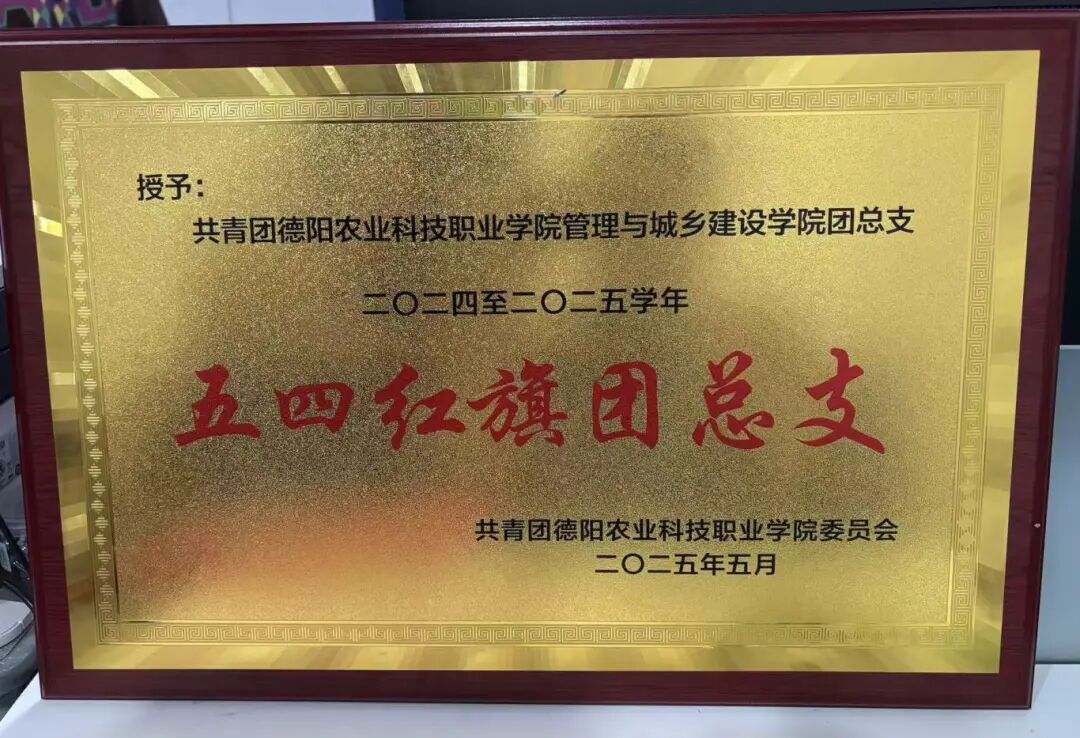 授予：
共青团德阳农业科技职业学院管理与城乡建设学院团总支
二〇二四至二〇二五学年
五四红旗团总支
共青团德阳农业科技职业学院委员会
二〇二五年五月